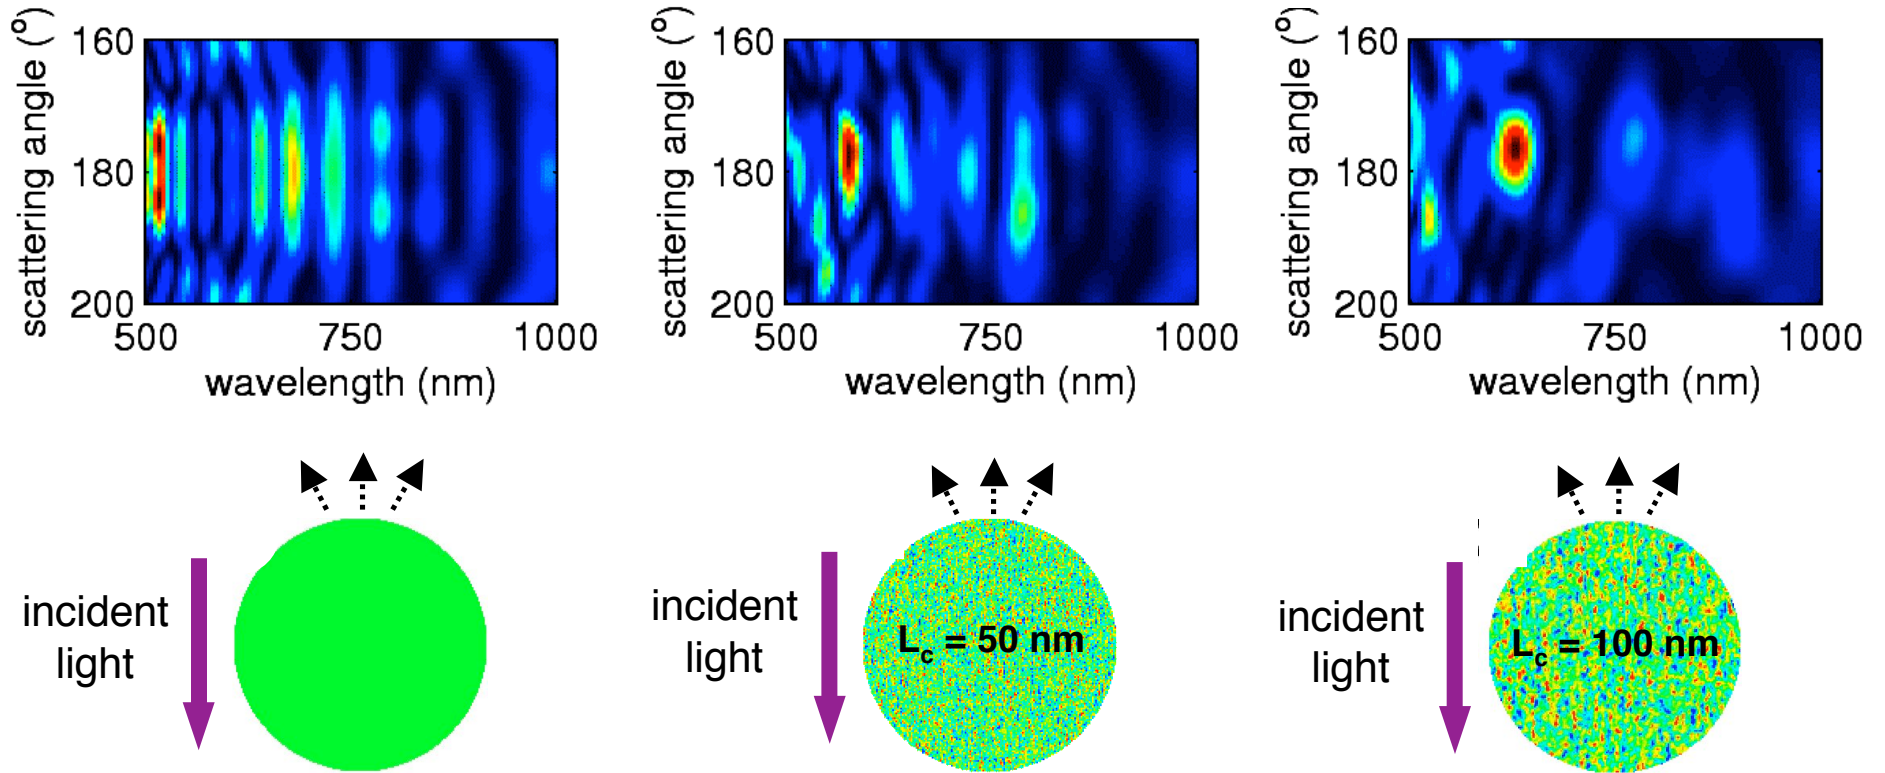 scattering angle (º)
160
180
200
500
750
1000
wavelength (nm)
scattering angle (º)
160
180
200
500
750
1000
wavelength (nm)
scattering angle (º)
160
180
200
500
750
1000
wavelength (nm)
incident
light
incident
light
Lc = 50 nm
incident
light
Lc = 100 nm